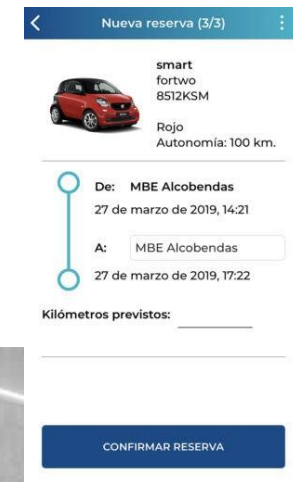 Nueva reserva (3/3)
smart
fortwo
8512KSM
Rojo
Autonomía: 100 km.
De: MBE Alcobendas
27 de marzo de 2019, 14:21
A: MBE Alcobendas
27 de marzo de 2019, 17:22
Kilómetros previstos:
CONFIRMAR RESERVA